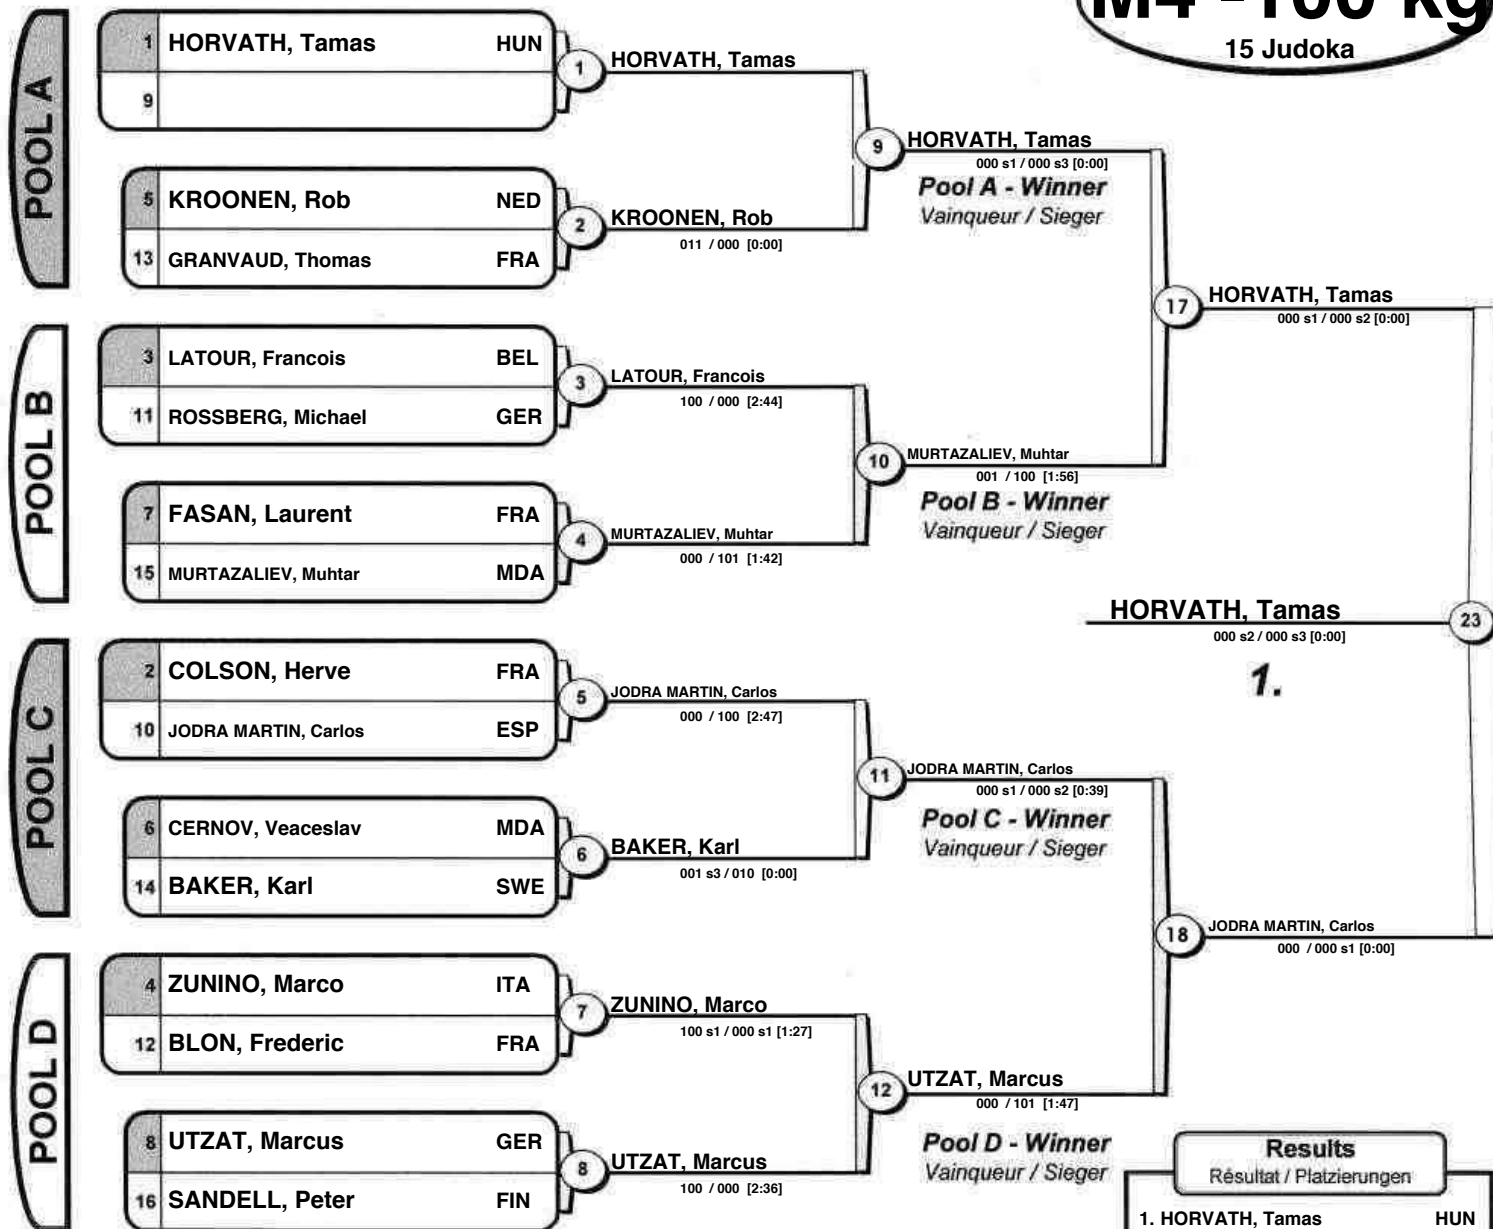 M4 -100 kg
15 Judoka
POOL A
1 HORVATH, Tamas HUN
9
5 KROONEN, Rob NED
13 GRANVAUD, Thomas FRA
1 HORVATH, Tamas
2 KROONEN, Rob
011 / 000 [0:00]
9 HORVATH, Tamas
000 s1 / 000 s3 [0:00]
Pool A - Winner
Vainqueur / Sieger
POOL B
3 LATOUR, Francois BEL
11 ROSSBERG, Michael GER
7 FASAN, Laurent FRA
15 MURTAZALIEV, Muhtar MDA
3 LATOUR, Francois
100 / 000 [2:44]
4 MURTAZALIEV, Muhtar
000 / 101 [1:42]
10 MURTAZALIEV, Muhtar
001 / 100 [1:56]
Pool B - Winner
Vainqueur / Sieger
17 HORVATH, Tamas
000 s1 / 000 s2 [0:00]
HORVATH, Tamas 23
000 s2 / 000 s3 [0:00]
1.
POOL C
2 COLSON, Herve FRA
10 JODRA MARTIN, Carlos ESP
6 CERNOV, Veaceslav MDA
14 BAKER, Karl SWE
5 JODRA MARTIN, Carlos
000 / 100 [2:47]
6 BAKER, Karl
001 s3 / 010 [0:00]
11 JODRA MARTIN, Carlos
000 s1 / 000 s2 [0:39]
Pool C - Winner
Vainqueur / Sieger
18 JODRA MARTIN, Carlos
000 / 000 s1 [0:00]
POOL D
4 ZUNINO, Marco ITA
12 BLON, Frederic FRA
8 UTZAT, Marcus GER
16 SANDELL, Peter FIN
7 ZUNINO, Marco
100 s1 / 000 s1 [1:27]
8 UTZAT, Marcus
100 / 000 [2:36]
12 UTZAT, Marcus
000 / 101 [1:47]
Pool D - Winner
Vainqueur / Sieger
Results
Résultat / Platzierungen
1. HORVATH, Tamas HUN